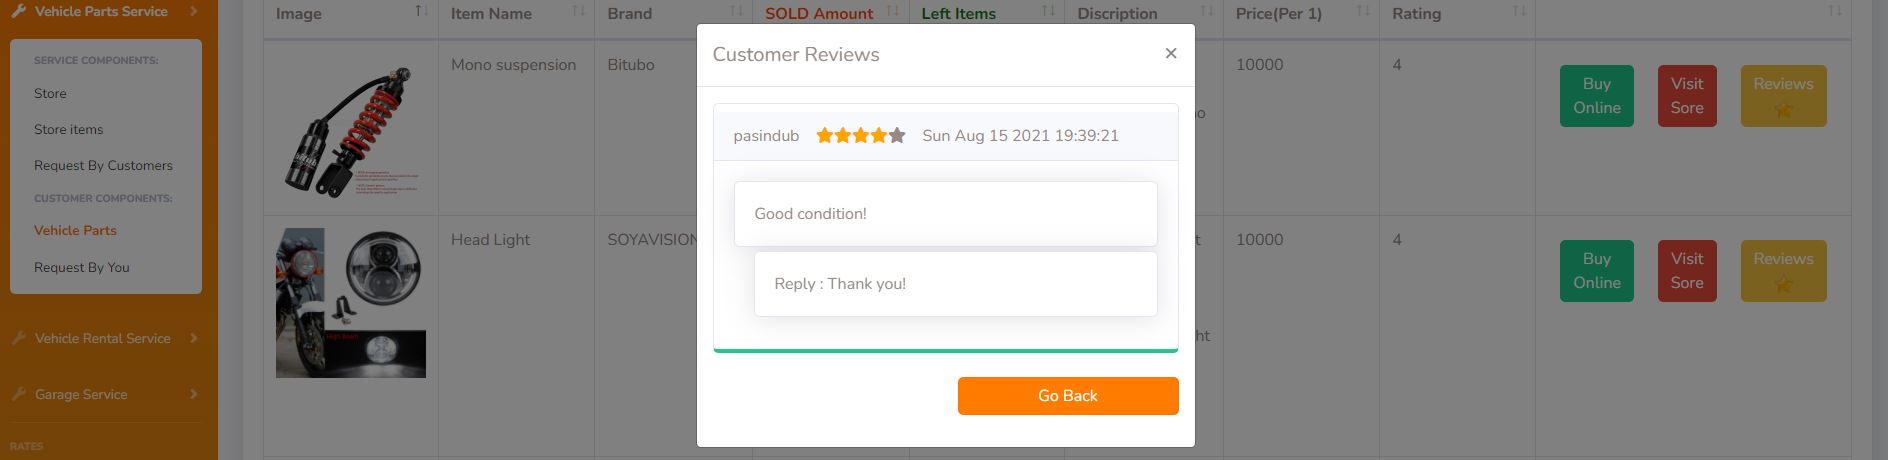 Vehicle Parts Service
SERVICE COMPONENTS:
Store
Store items
Request By Customers
CUSTOMER COMPONENTS:
Vehicle Parts
Request By You
Vehicle Rental Service
Garage Service
RATES
Image Item Name Brand SOLD Amount Left Items Discription Price(Per 1) Rating
Mono suspension Bitubo 10000 4
Buy Online
Visit Sore
Reviews
Head Light SOYAVISION 10000 4
High Beam
Buy Online
Visit Sore
Reviews
Customer Reviews ×
pasindub Sun Aug 15 2021 19:39:21
Good condition!
Reply : Thank you!
Go Back